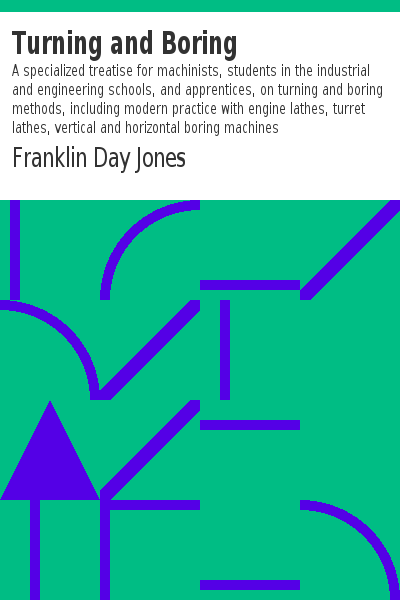 Turning and Boring
A specialized treatise for machinists, students in the industrial
and engineering schools, and apprentices, on turning and boring
methods, including modern practice with engine lathes, turret
lathes, vertical and horizontal boring machines
Franklin Day Jones